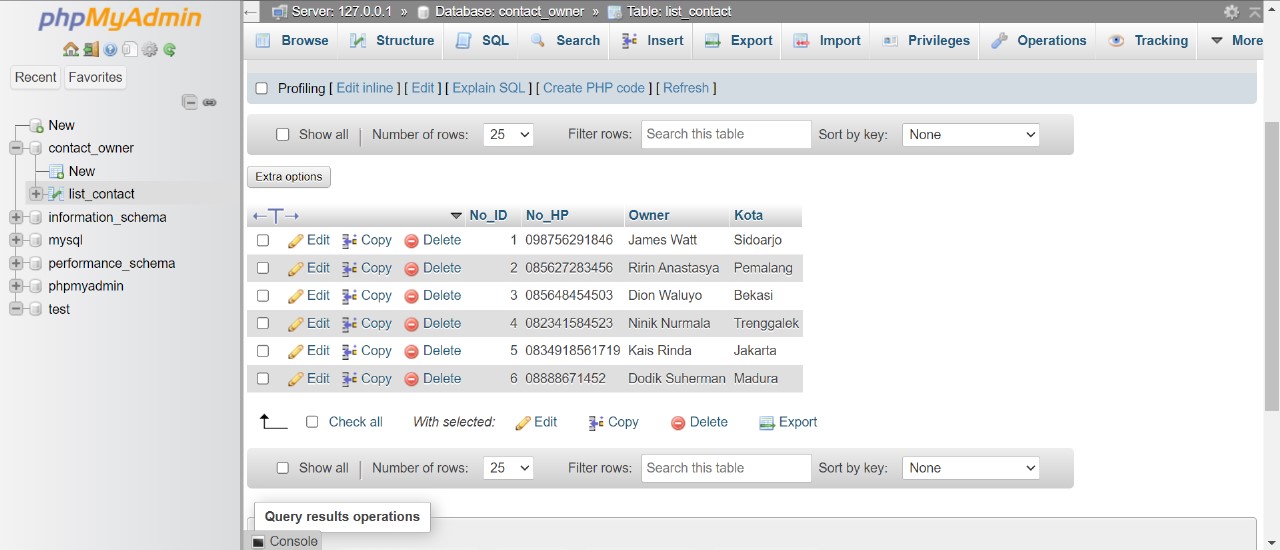 phpMyAdmin
Recent Favorites
New
contact_owner
New
list_contact
information_schema
mysql
performance_schema
phpmyadmin
test
Server: 127.0.0.1 » Database: contact_owner » Table: list_contact
Browse Structure SQL Search Insert Export Import Privileges Operations Tracking More
Profiling [ Edit inline ] [ Edit ] [ Explain SQL ] [ Create PHP code ] [ Refresh ]
Show all | Number of rows: 25 Filter rows: Search this table Sort by key: None
Extra options
←T→ No_ID No_HP Owner Kota
Edit Copy Delete 1 098756291846 James Watt Sidoarjo
Edit Copy Delete 2 085627283456 Ririn Anastasya Pemalang
Edit Copy Delete 3 085648454503 Dion Waluyo Bekasi
Edit Copy Delete 4 082341584523 Ninik Nurmala Trenggalek
Edit Copy Delete 5 0834918561719 Kais Rinda Jakarta
Edit Copy Delete 6 08888671452 Dodik Suherman Madura
Check all With selected: Edit Copy Delete Export
Show all | Number of rows: 25 Filter rows: Search this table Sort by key: None
Query results operations
Console